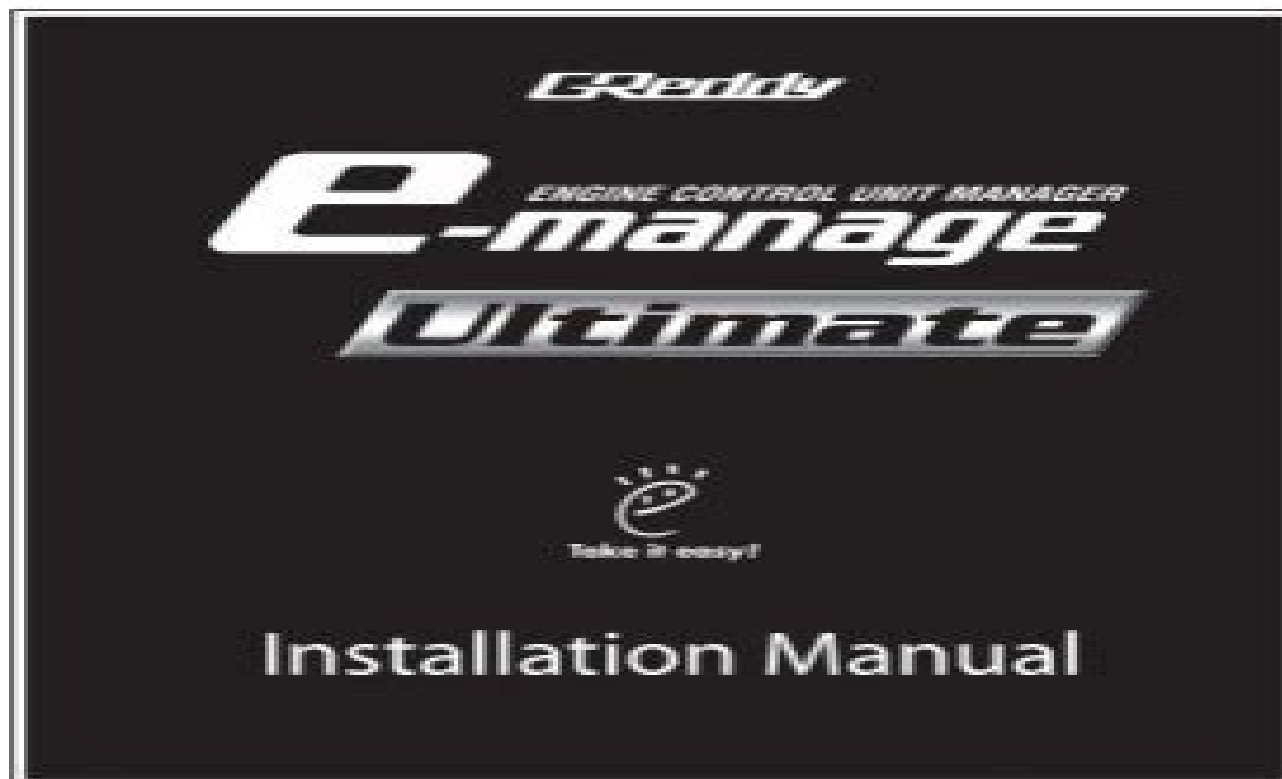 GReddy
ENGINE CONTROL UNIT MANAGER
e-manage
Ultimate
Take it easy!
Installation Manual